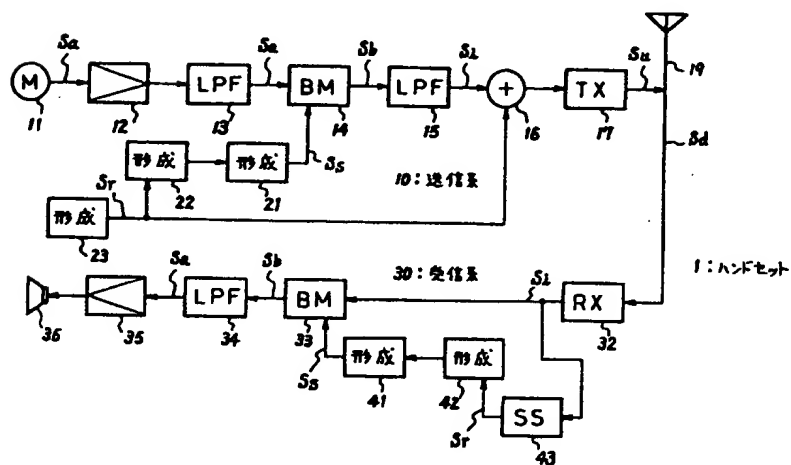 Sa Sa Sb Si Su
M LPF BM LPF + TX 19
11 12 13 14 15 16 17
Ss Sd
形成 形成 10:送信系
Sr 22 21
形成
23
30:受信系 1:ハンドセット
Sa Sb Si
LPF BM RX
36 35 34 33 32
Ss 形成 形成
41 42
Sr SS
43